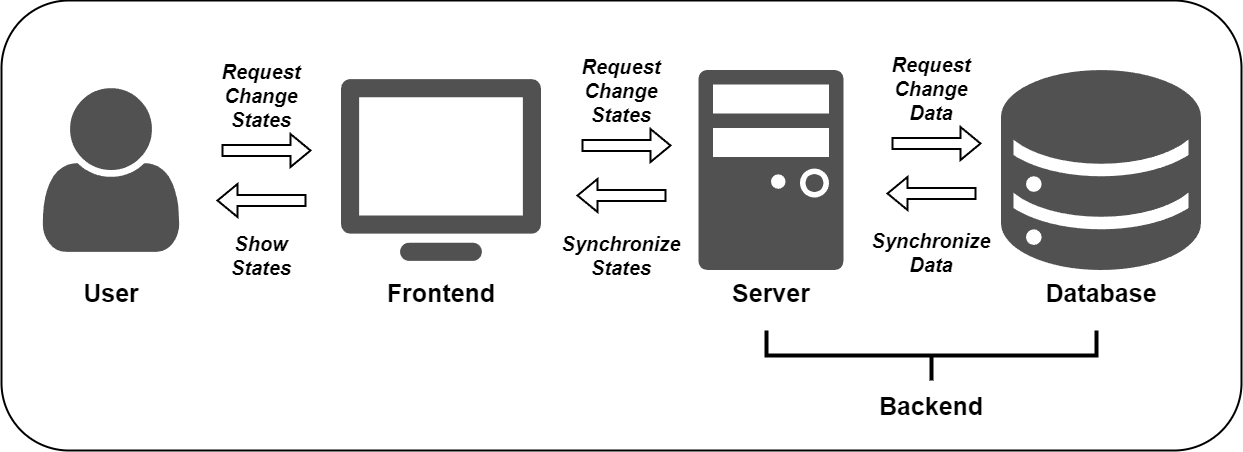 Request
Change
States
Show
States
User
Frontend
Request
Change
States
Synchronize
States
Server
Request
Change
Data
Synchronize
Data
Database
Backend